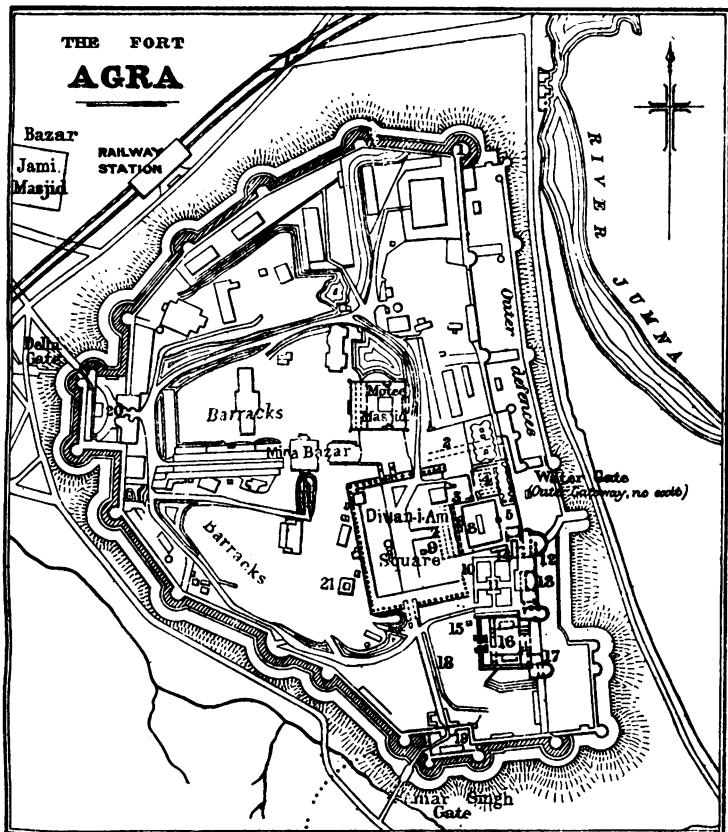 THE FORT
AGRA
Bazar
Jami.
Masjid
RAILWAY
STATION
RIVER
JUMNA
Outer defences
Delhi
Gate
20
Barracks
Motee
Masjid
2
Mina Bazar
4
Water Gate
(Outer Gateway, no exit)
3
Diwan-i-Am
8
5
Barracks
9
Square
12
10
11
13
21
15
16
18
17
19
Amar Singh
Gate